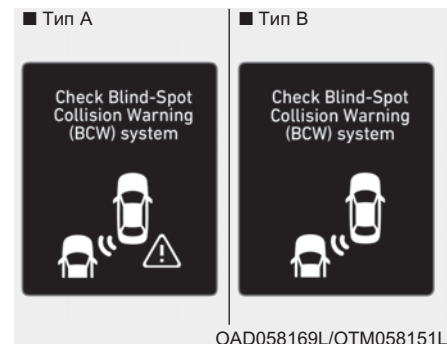 ■ Тип A
Check Blind-Spot
Collision Warning
(BCW) system
■ Тип B
Check Blind-Spot
Collision Warning
(BCW) system
OAD058169L/OTM058151L